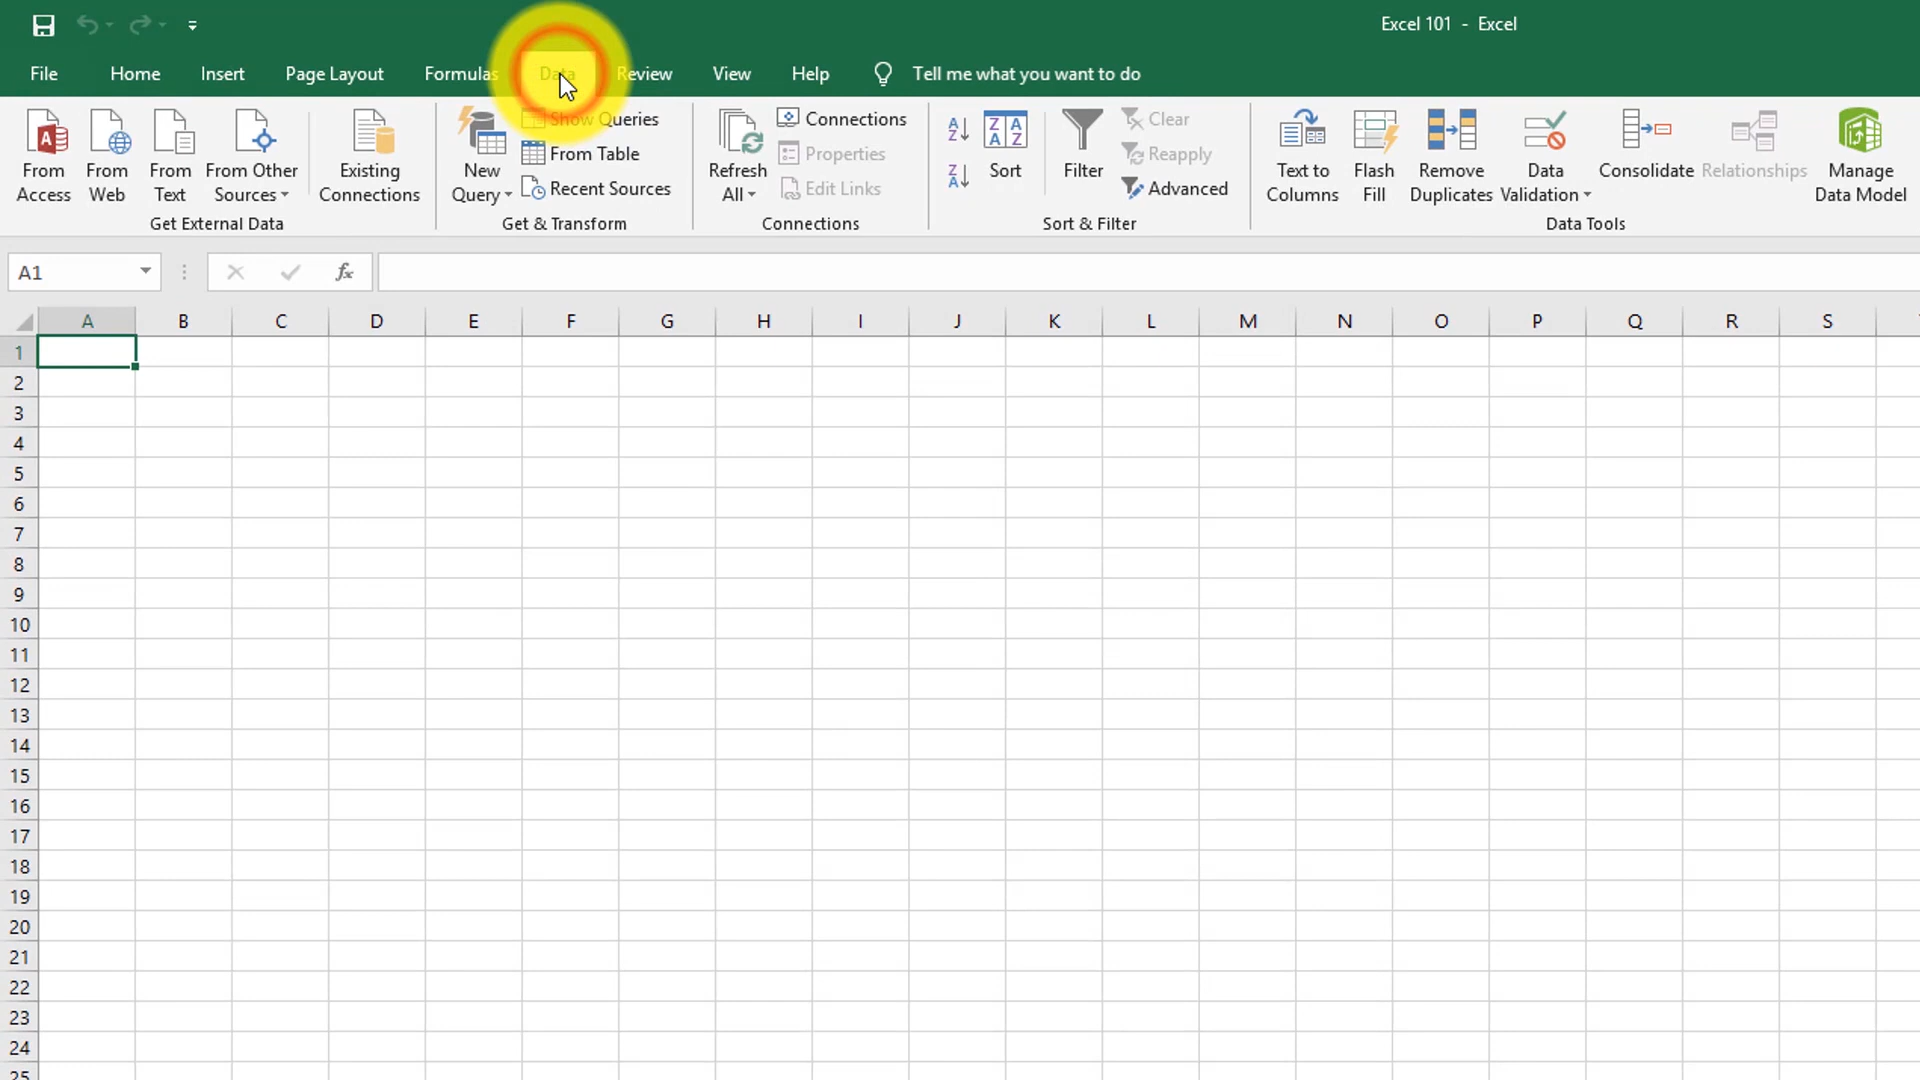 Excel 101 - Excel
File Home Insert Page Layout Formulas Data Review View Help Tell me what you want to do
From Access
From Web
From Text
From Other Sources
Existing Connections
Get External Data
New Query
Show Queries
From Table
Recent Sources
Get & Transform
Refresh All
Connections
Properties
Edit Links
Connections
Sort
Filter
Clear
Reapply
Advanced
Sort & Filter
Text to Columns
Flash Fill
Remove Duplicates
Data Validation
Consolidate
Relationships
Manage Data Model
Data Tools
A1
fx
A B C D E F G H I J K L M N O P Q R S
1
2
3
4
5
6
7
8
9
10
11
12
13
14
15
16
17
18
19
20
21
22
23
24
25